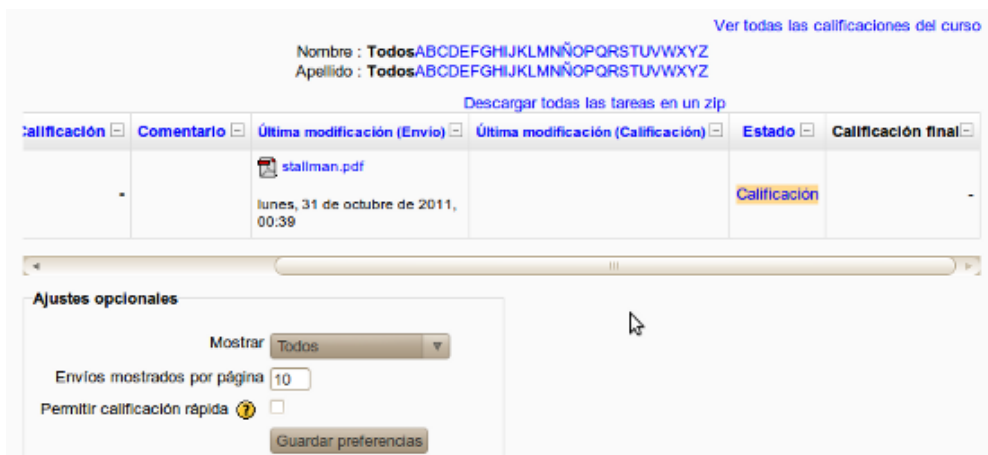 Ver todas las calificaciones del curso
Nombre : TodosABCDEFGHIJKLMNÑOPQRSTUVWXYZ
Apellido : TodosABCDEFGHIJKLMNÑOPQRSTUVWXYZ
Descargar todas las tareas en un zip
Calificación Comentario Última modificación (Envío) Última modificación (Calificación) Estado Calificación final
stallman.pdf
- lunes, 31 de octubre de 2011, Calificación -
00:39
Ajustes opcionales
Mostrar Todos
Envíos mostrados por página 10
Permitir calificación rápida ?
Guardar preferencias